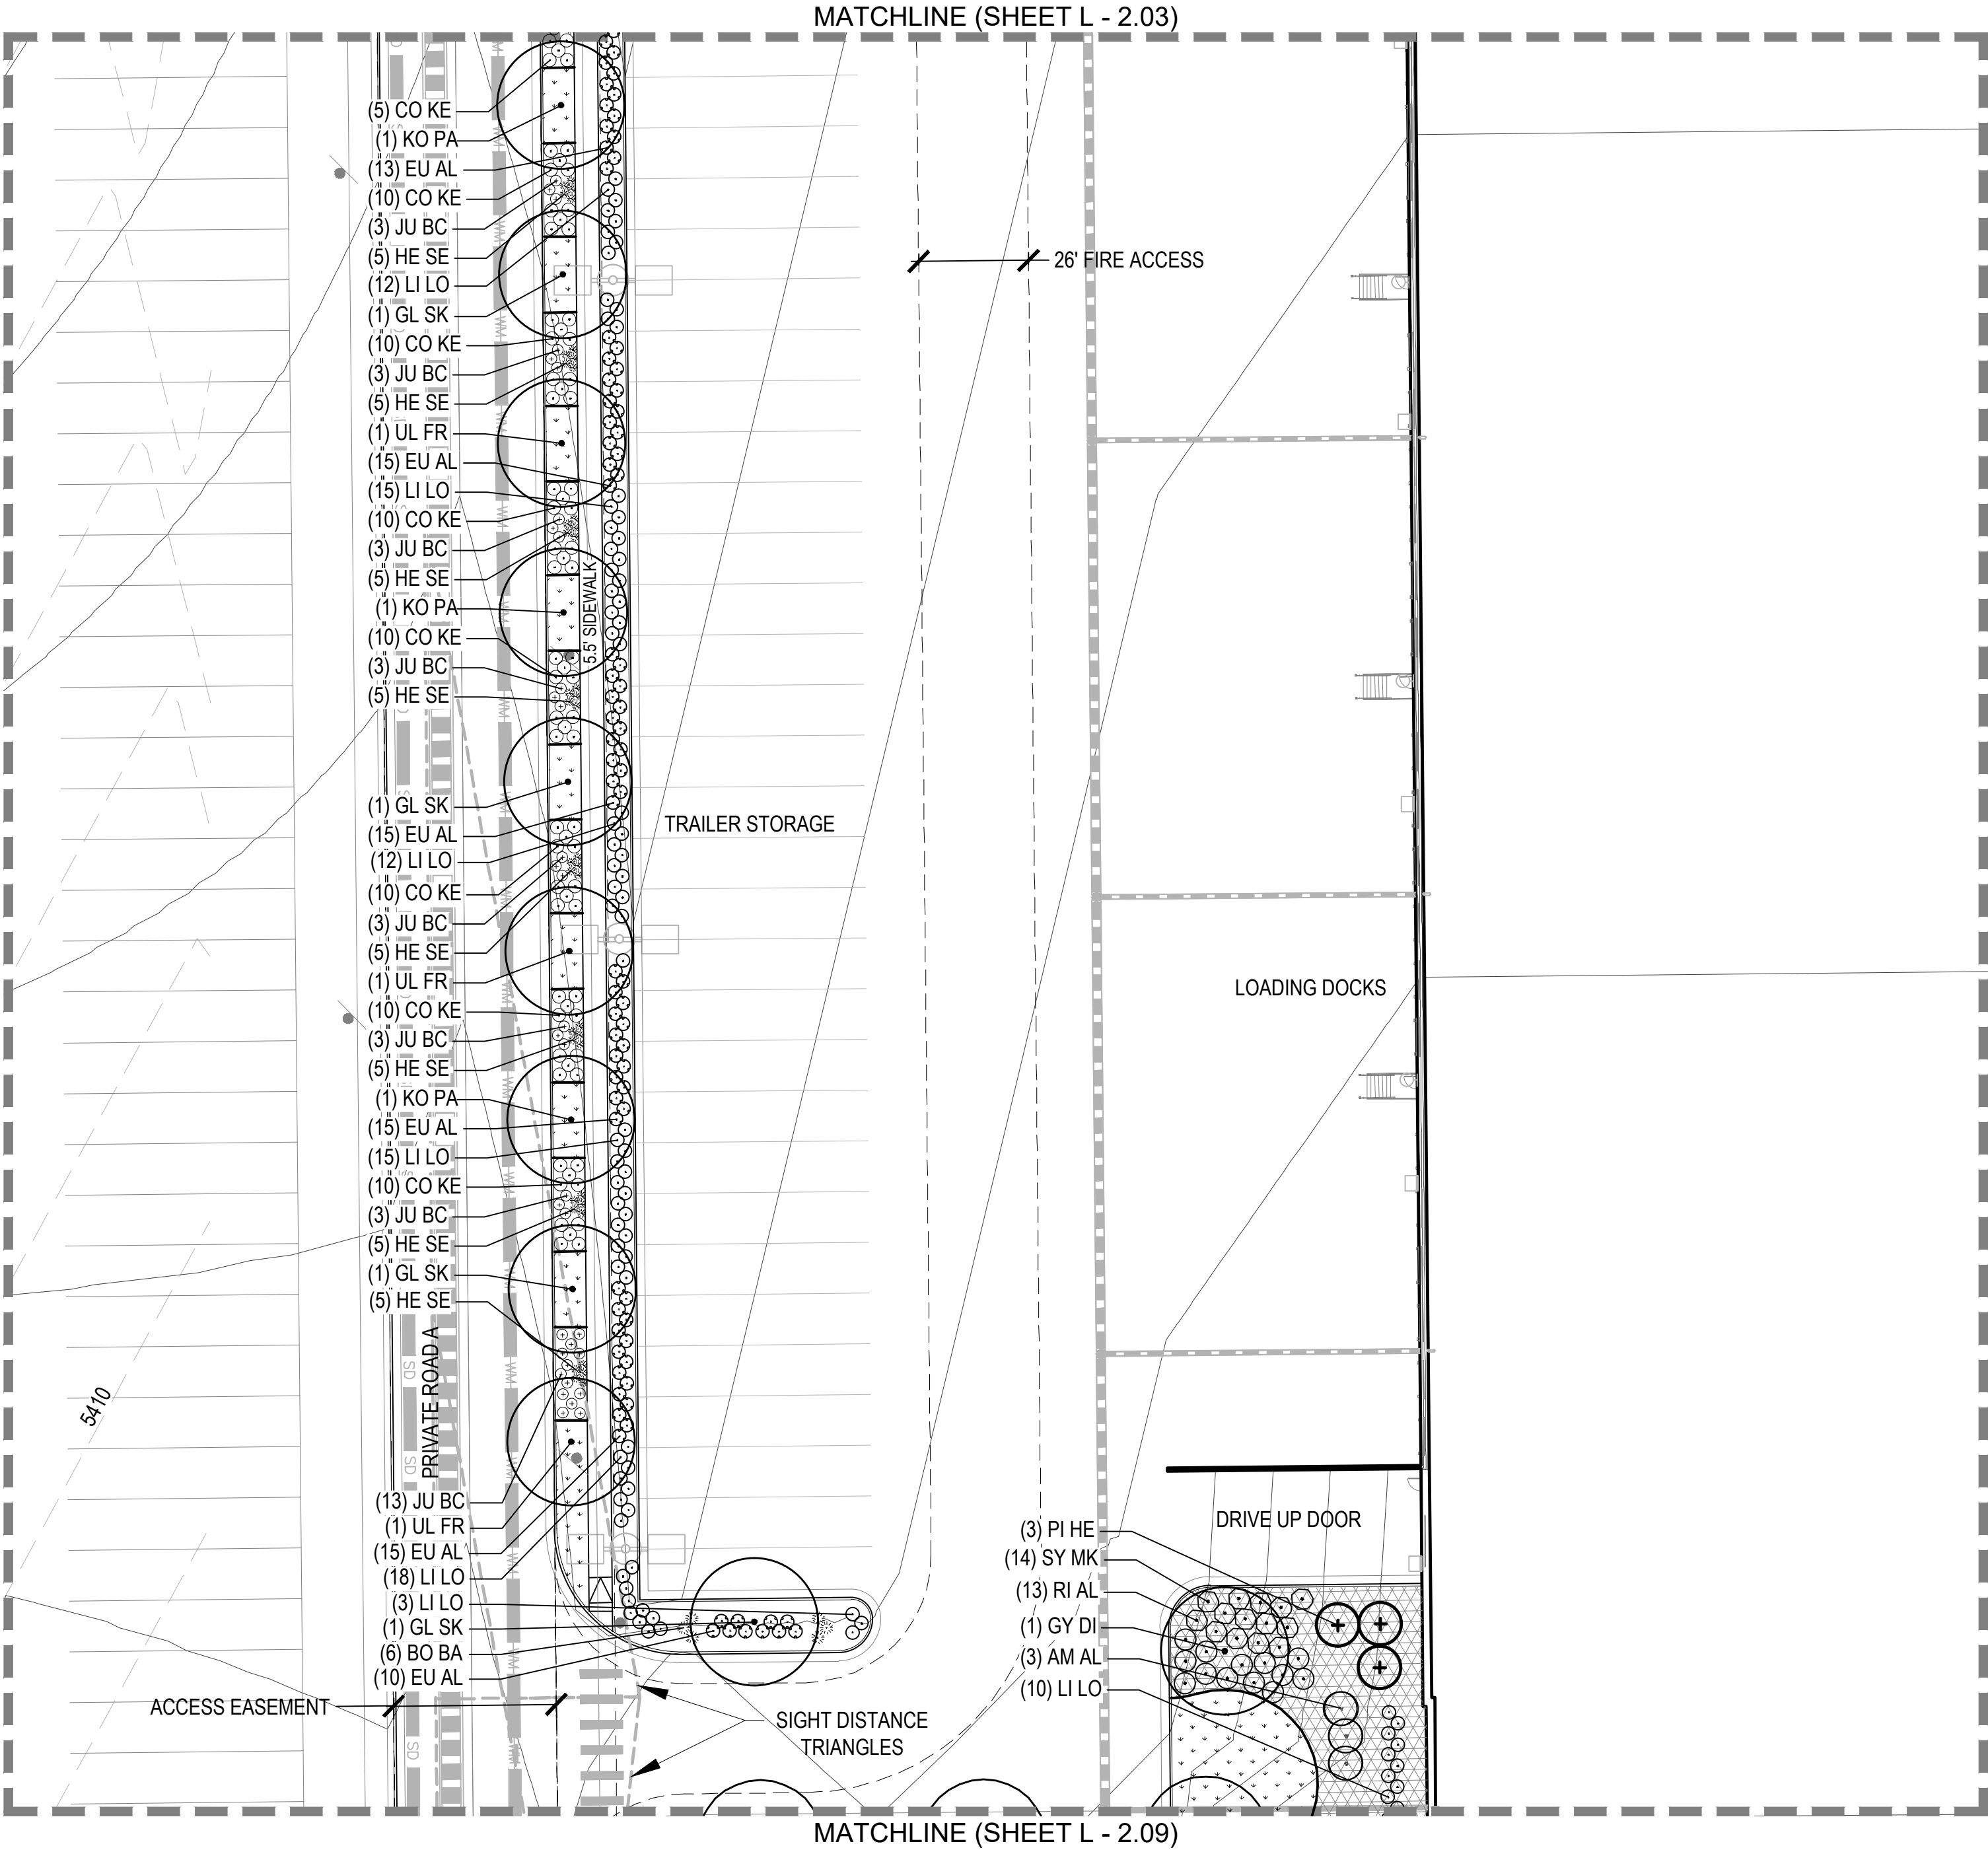 MATCHLINE (SHEET L - 2.03)
(5) CO KE
(1) KO PA
(13) EU AL
(10) CO KE
(3) JU BC
(5) HE SE
(12) LI LO
(1) GL SK
(10) CO KE
(3) JU BC
(5) HE SE
(1) UL FR
(15) EU AL
(15) LI LO
(10) CO KE
(3) JU BC
(5) HE SE
(1) KO PA
(10) CO KE
(3) JU BC
(5) HE SE
(1) GL SK
(15) EU AL
(12) LI LO
(10) CO KE
(3) JU BC
(5) HE SE
(1) UL FR
(10) CO KE
(3) JU BC
(5) HE SE
(1) KO PA
(15) EU AL
(15) LI LO
(10) CO KE
(3) JU BC
(5) HE SE
(1) GL SK
(5) HE SE
(13) JU BC
(1) UL FR
(15) EU AL
(18) LI LO
(3) LI LO
(1) GL SK
(6) BO BA
(10) EU AL
26' FIRE ACCESS
5.5' SIDEWALK
TRAILER STORAGE
LOADING DOCKS
5410
PRIVATE ROAD A
SD
SD
SD
WM
WM
WM
WM
DRIVE UP DOOR
(3) PI HE
(14) SY MK
(13) RI AL
(1) GY DI
(3) AM AL
(10) LI LO
ACCESS EASEMENT
SIGHT DISTANCE
TRIANGLES
MATCHLINE (SHEET L - 2.09)